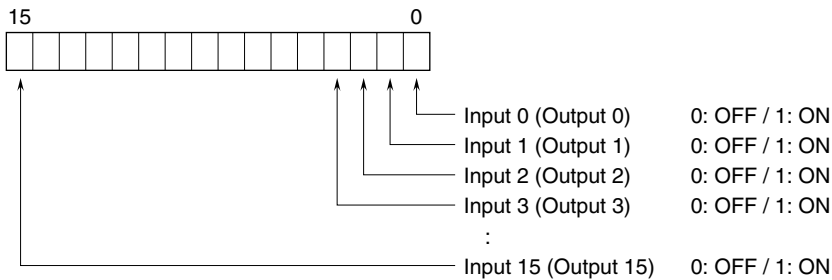 15 0
Input 0 (Output 0) 0: OFF / 1: ON
Input 1 (Output 1) 0: OFF / 1: ON
Input 2 (Output 2) 0: OFF / 1: ON
Input 3 (Output 3) 0: OFF / 1: ON
:
Input 15 (Output 15) 0: OFF / 1: ON